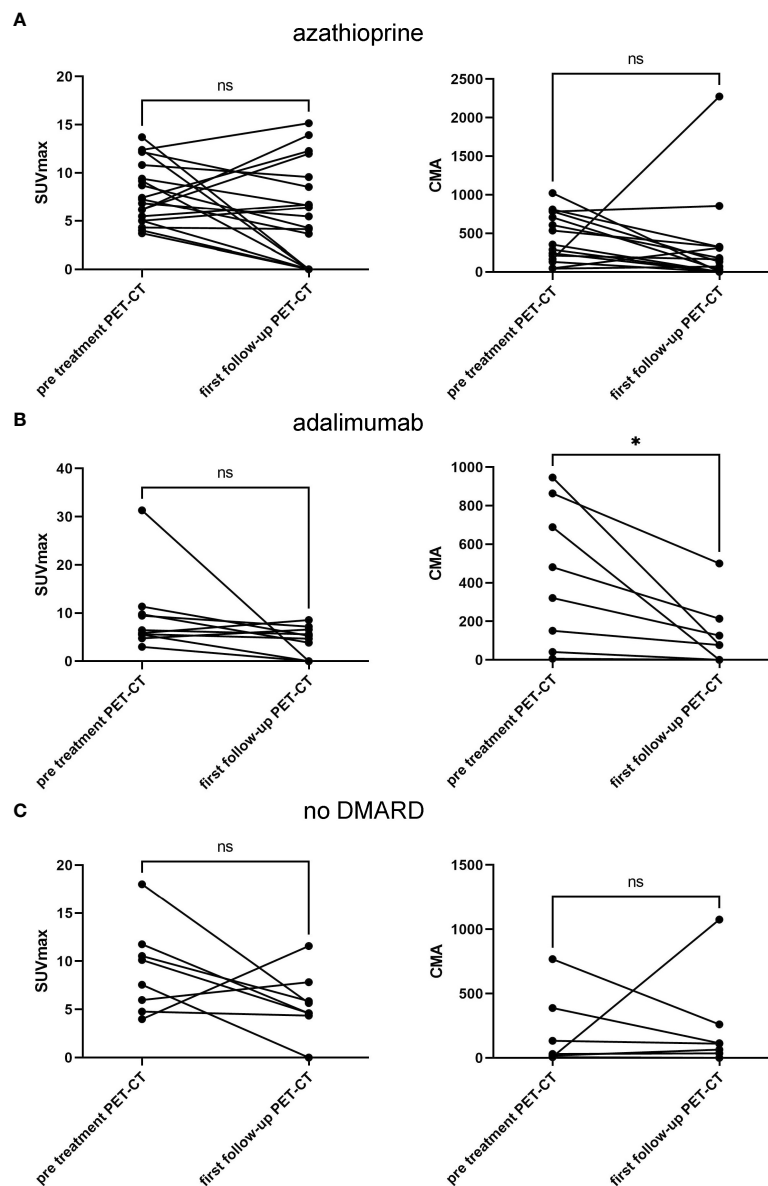 A
azathioprine
ns
20
15
10
5
0
SUVmax
pre treatment PET-CT
first follow-up PET-CT
ns
2500
2000
1500
1000
500
0
CMA
pre treatment PET-CT
first follow-up PET-CT
B
adalimumab
ns
40
30
20
10
0
SUVmax
pre treatment PET-CT
first follow-up PET-CT
*
1000
800
600
400
200
0
CMA
pre treatment PET-CT
first follow-up PET-CT
C
no DMARD
ns
20
15
10
5
0
SUVmax
pre treatment PET-CT
first follow-up PET-CT
ns
1500
1000
500
0
CMA
pre treatment PET-CT
first follow-up PET-CT